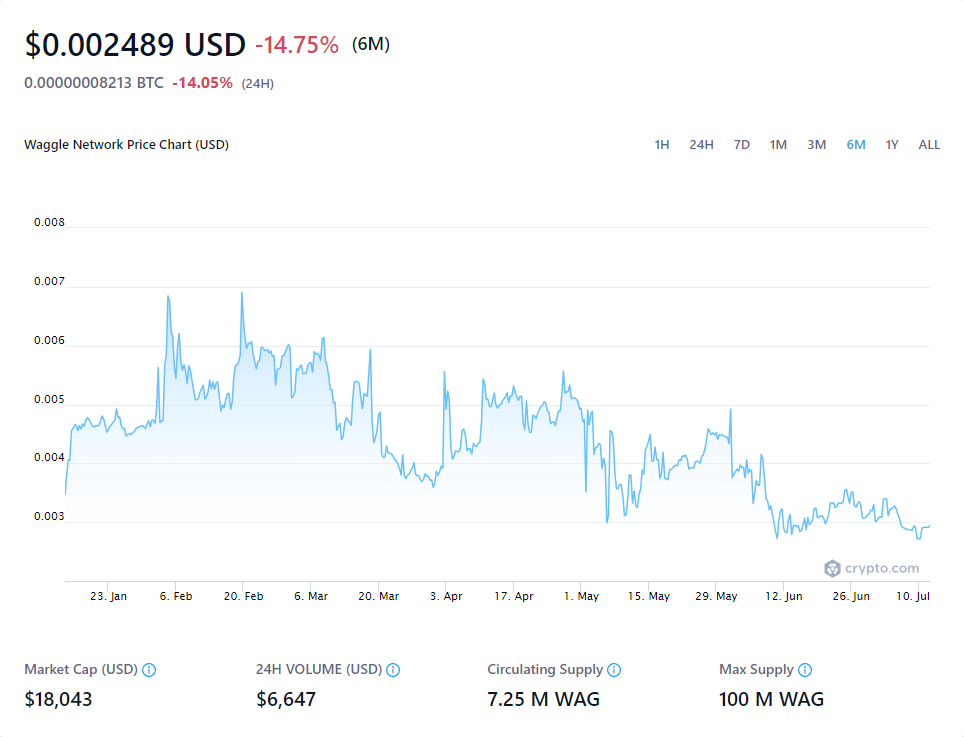 $0.002489 USD -14.75% (6M)
0.00000008213 BTC -14.05% (24H)
Waggle Network Price Chart (USD) 1H 24H 7D 1M 3M 6M 1Y ALL
0.008
0.007
0.006
0.005
0.004
0.003
crypto.com
23. Jan 6. Feb 20. Feb 6. Mar 20. Mar 3. Apr 17. Apr 1. May 15. May 29. May 12. Jun 26. Jun 10. Jul
Market Cap (USD) 24H VOLUME (USD) Circulating Supply Max Supply
$18,043 $6,647 7.25 M WAG 100 M WAG